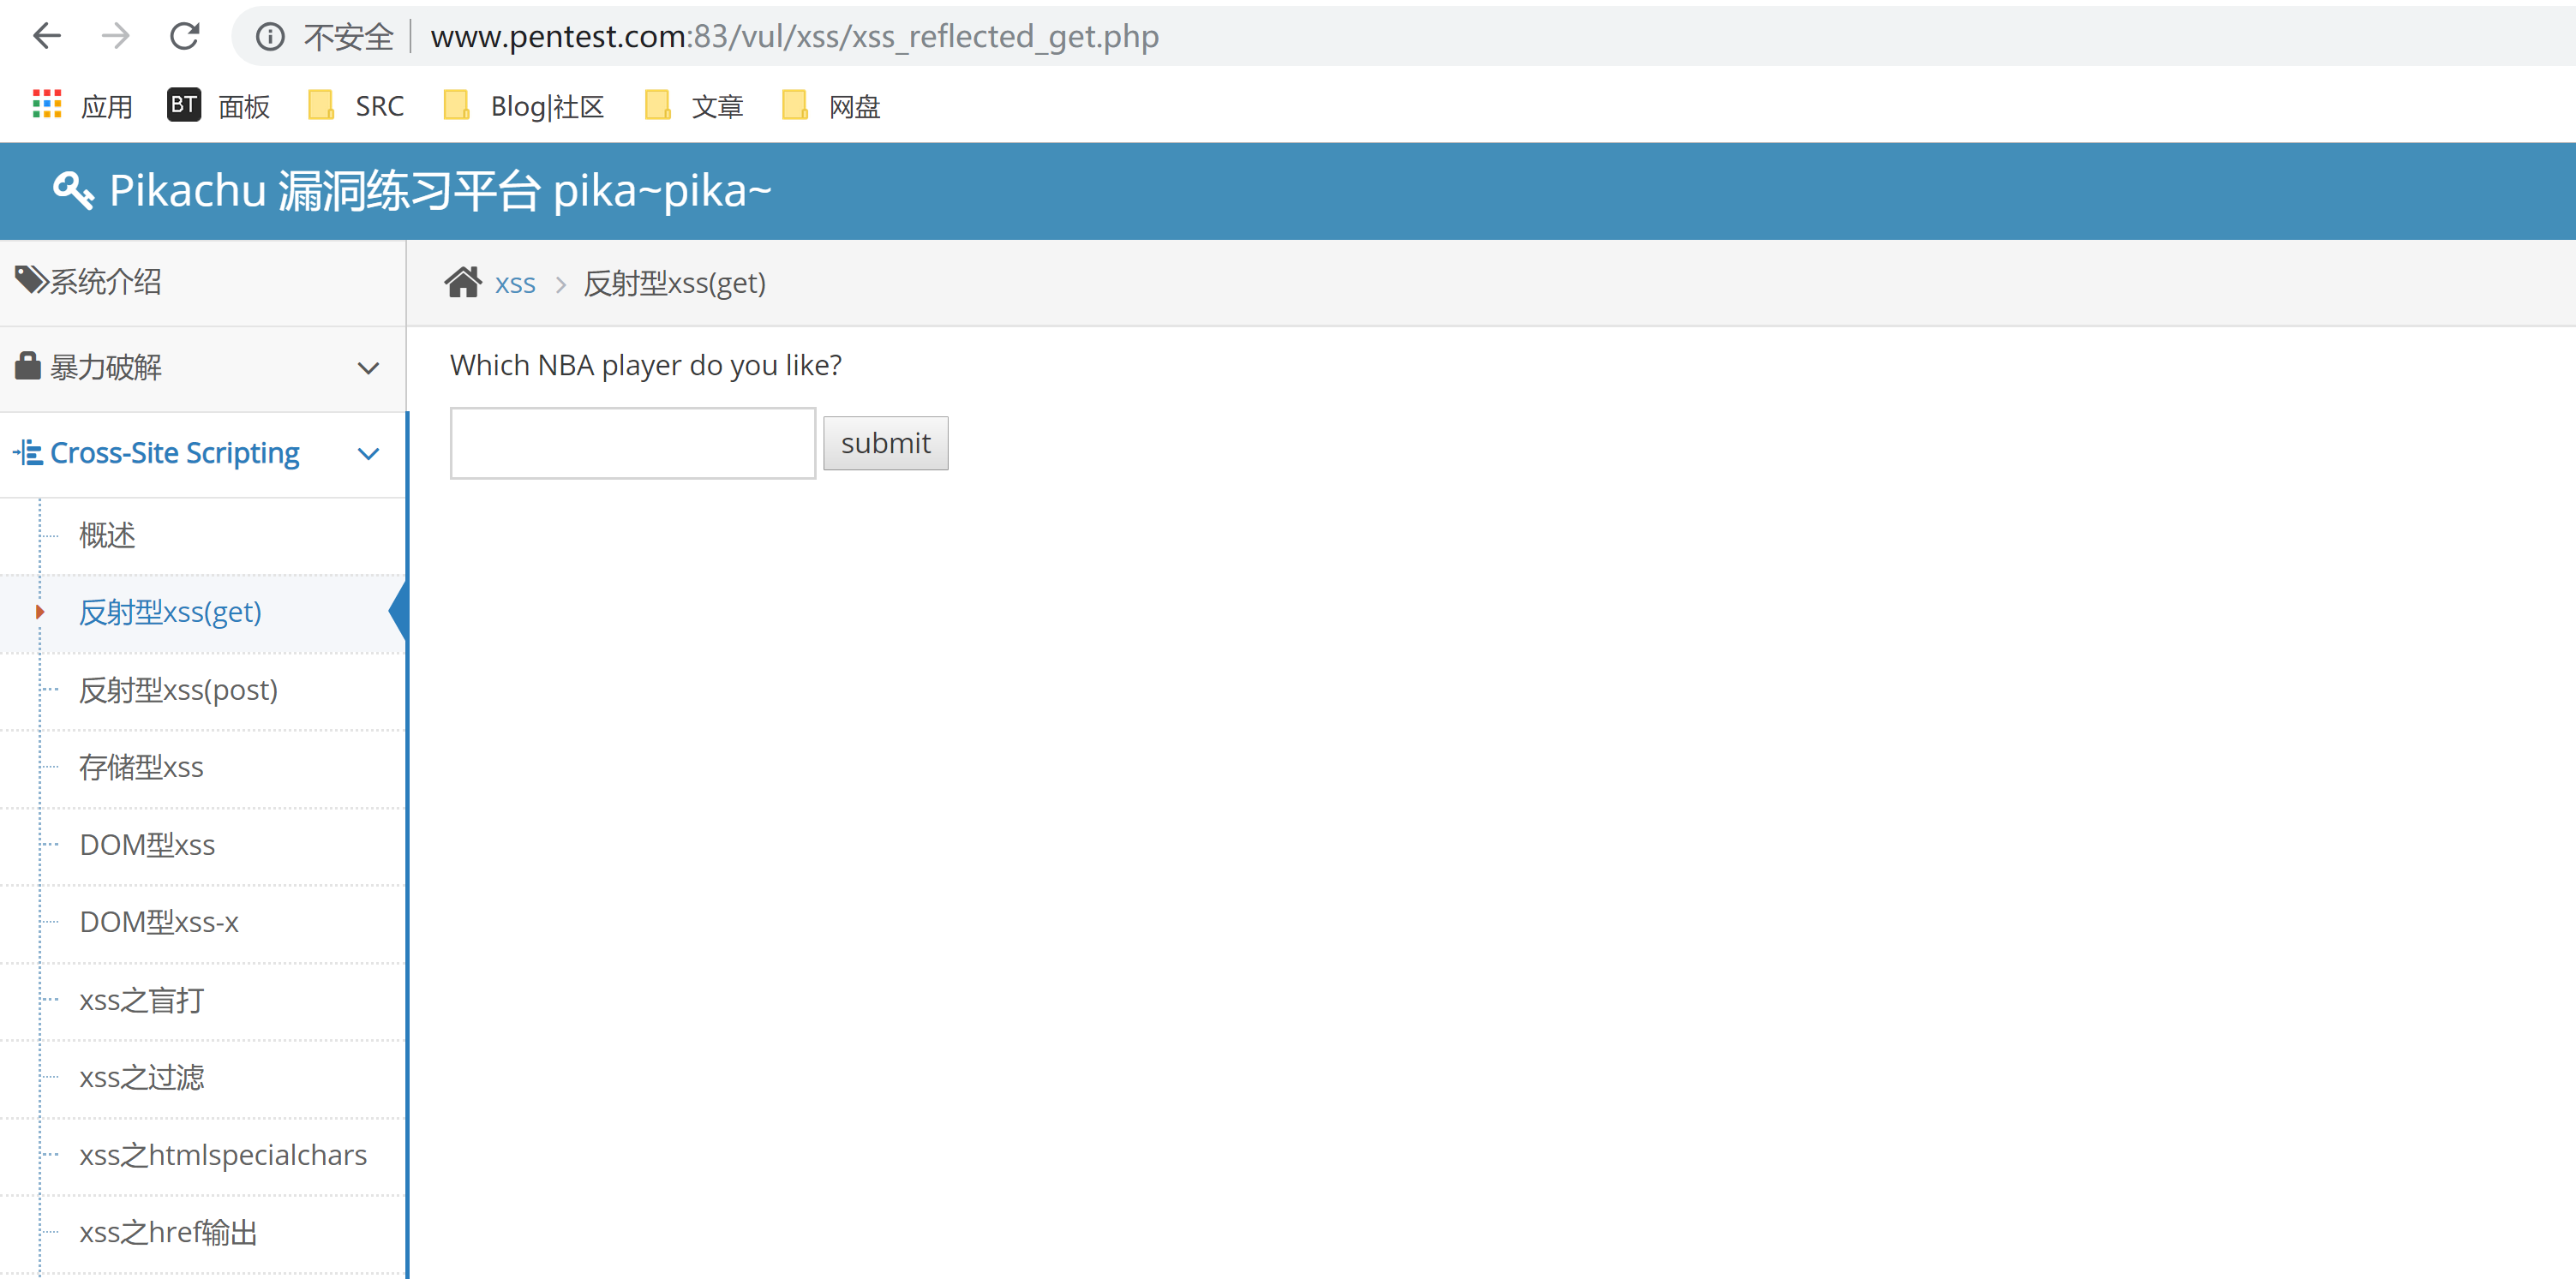 不安全 www.pentest.com:83/vul/xss/xss_reflected_get.php
应用 BT 面板 SRC Blog|社区 文章 网盘
Pikachu 漏洞练习平台 pika~pika~
系统介绍
暴力破解
Cross-Site Scripting
概述
反射型xss(get)
反射型xss(post)
存储型xss
DOM型xss
DOM型xss-x
xss之盲打
xss之过滤
xss之htmlspecialchars
xss之href输出
xss > 反射型xss(get)
Which NBA player do you like?
submit